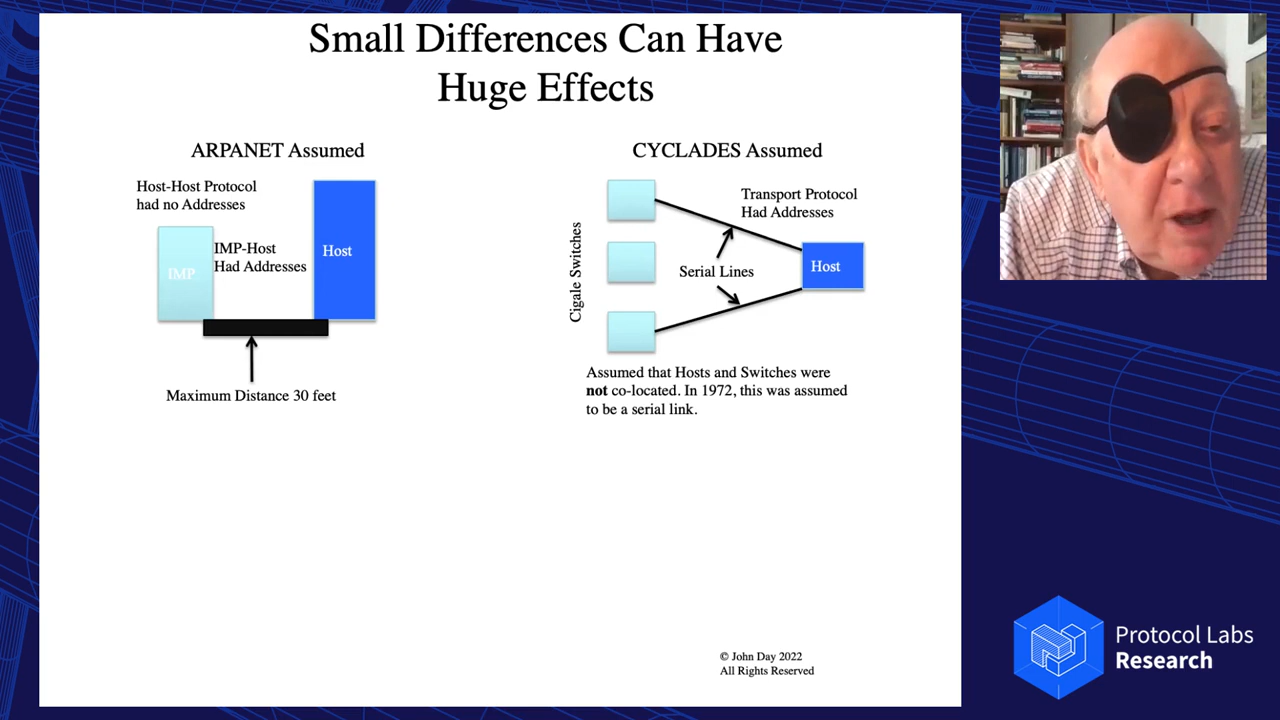 Small Differences Can Have
Huge Effects
ARPANET Assumed
Host-Host Protocol
had no Addresses
IMP-Host
Had Addresses
IMP
Host
Maximum Distance 30 feet
CYCLADES Assumed
Transport Protocol
Had Addresses
Cigale Switches
Serial Lines
Host
Assumed that Hosts and Switches were
not co-located. In 1972, this was assumed
to be a serial link.
© John Day 2022
All Rights Reserved
Protocol Labs
Research